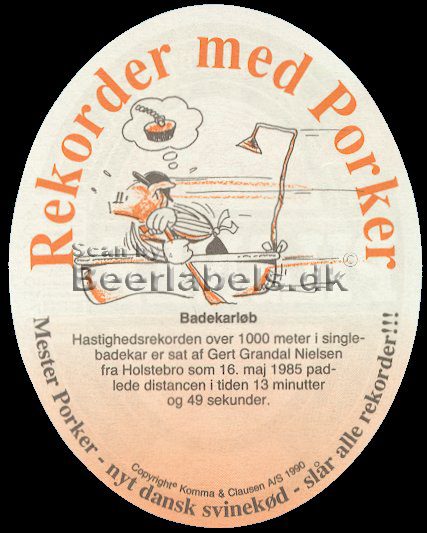 Rekorder med Porker
Scan by
Beerlabels.dk ©
Badekarløb
Hastighedsrekorden over 1000 meter i single-
badekar er sat af Gert Grandal Nielsen
fra Holstebro som 16. maj 1985 pad-
lede distancen i tiden 13 minutter
og 49 sekunder.
Copyright® Komma & Clausen A/S 1990
Mester Porker - nyt dansk svinekød - slår alle rekorder!!!